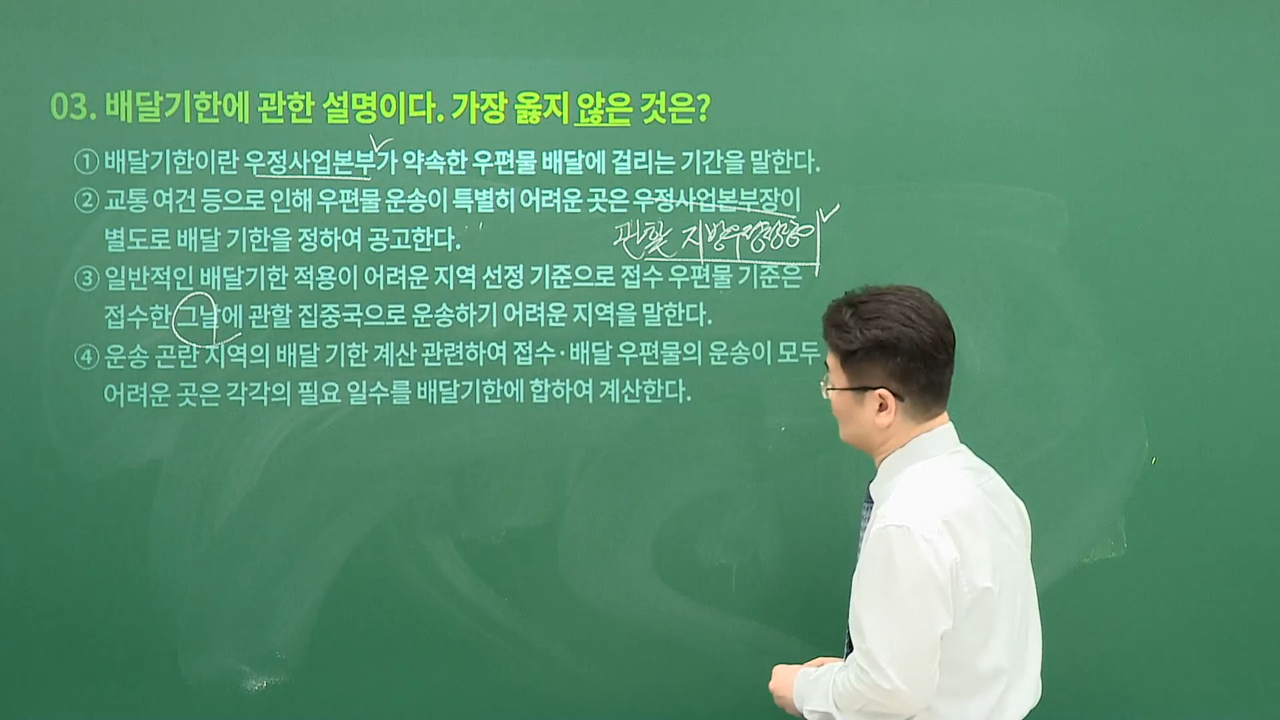 03. 배달기한에 관한 설명이다. 가장 옳지 않은 것은?
① 배달기한이란 우정사업본부가 약속한 우편물 배달에 걸리는 기간을 말한다.
② 교통 여건 등으로 인해 우편물 운송이 특별히 어려운 곳은 우정사업본부장이
별도로 배달 기한을 정하여 공고한다.
관할 지방우정청장이
③ 일반적인 배달기한 적용이 어려운 지역 선정 기준으로 접수 우편물 기준은
접수한 그날에 관할 집중국으로 운송하기 어려운 지역을 말한다.
④ 운송 곤란 지역의 배달 기한 계산 관련하여 접수·배달 우편물의 운송이 모두
어려운 곳은 각각의 필요 일수를 배달기한에 합하여 계산한다.